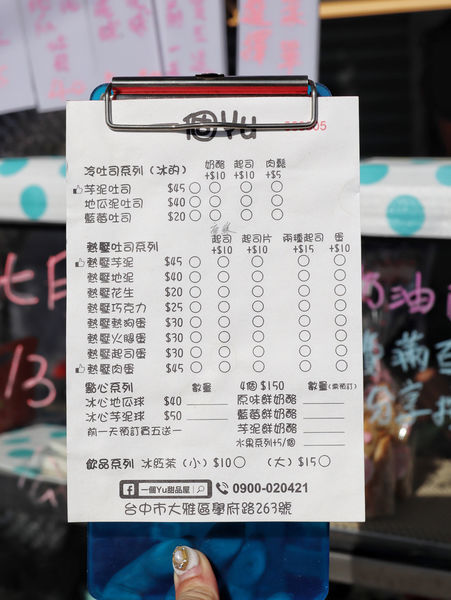 Yu
奶酪 起司 肉鬆
冷吐司系列(冰的) +$10 +$10 +$5
芋泥吐司 $45
地瓜泥吐司 $40
藍莓吐司 $20
起司 起司片 兩種起司 蛋
熱壓吐司系列 +$10 +$10 +$15 +$10
熱壓芋泥 $45
熱壓地泥 $40
熱壓花生 $20
熱壓巧克力 $25
熱壓熱狗蛋 $30
熱壓火腿蛋 $30
熱壓起司蛋 $30
熱壓肉蛋 $45
點心系列 數量 4個 $150 數量(需預訂)
冰心地瓜球 $40 原味鮮奶酪
冰心芋泥球 $50 藍莓鮮奶酪
前一天預訂買五送一 芋泥鮮奶酪
水果系列+5/個
飲品系列 冰紅茶(小)$10 (大)$15
一個Yu甜品屋 0900-020421
台中市大雅區學府路263號